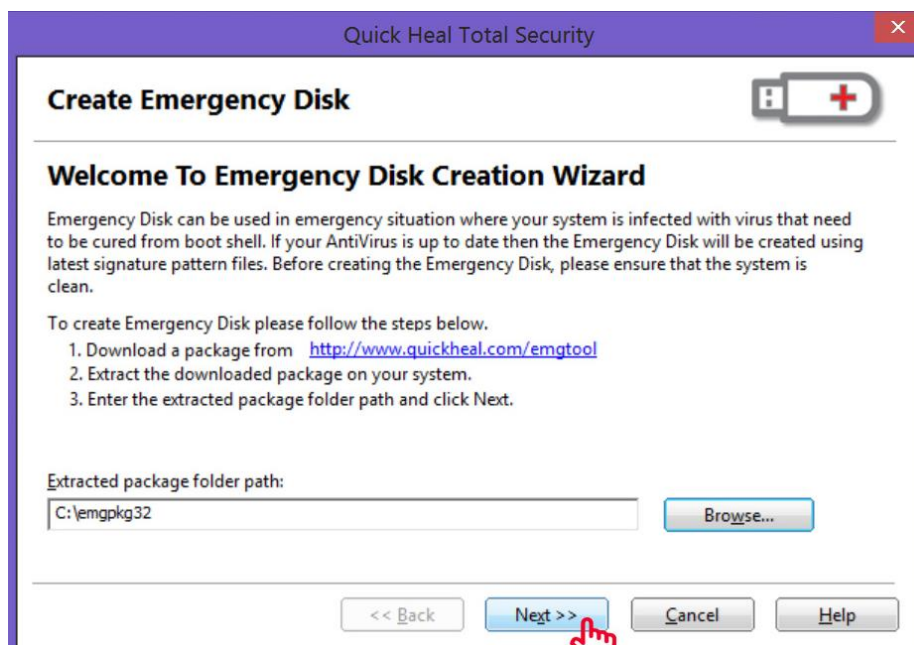 Quick Heal Total Security
Create Emergency Disk
Welcome To Emergency Disk Creation Wizard
Emergency Disk can be used in emergency situation where your system is infected with virus that need
to be cured from boot shell. If your AntiVirus is up to date then the Emergency Disk will be created using
latest signature pattern files. Before creating the Emergency Disk, please ensure that the system is
clean.
To create Emergency Disk please follow the steps below.
1. Download a package from http://www.quickheal.com/emgtool
2. Extract the downloaded package on your system.
3. Enter the extracted package folder path and click Next.
Extracted package folder path:
C:\emgpkg32
Browse...
<< Back
Next >>
Cancel
Help